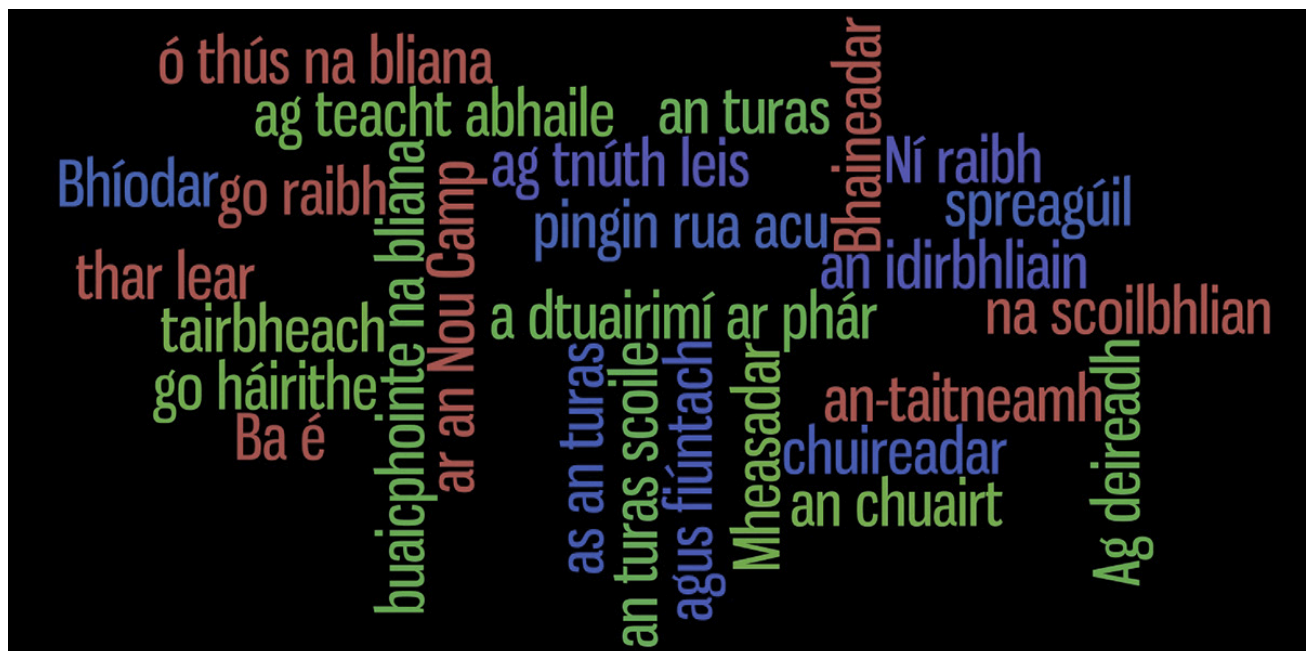 ó thús na bliana
ag teacht abhaile
an turas
Bhaineadar
ag tnúth leis
Ní raibh
Bhíodar
go raibh
spreagúil
pingin rua acu
buaicphointe na bliana
ar an Nou Camp
an idirbhliain
thar lear
a dtuairimí ar phár
na scoilbhlian
tairbheach
go háirithe
Ba é
as an turas
an turas scoile
agus fiúntach
Mheasadar
an-taitneamh
chuireadar
an chuairt
Ag deireadh